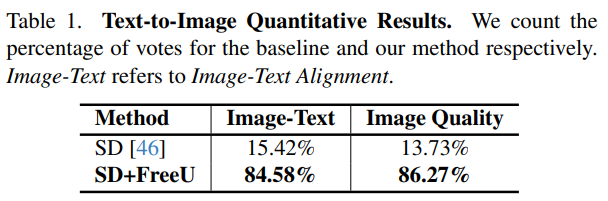 Table 1. Text-to-Image Quantitative Results. We count the
percentage of votes for the baseline and our method respectively.
Image-Text refers to Image-Text Alignment.
Method Image-Text Image Quality
SD [46] 15.42% 13.73%
SD+FreeU 84.58% 86.27%